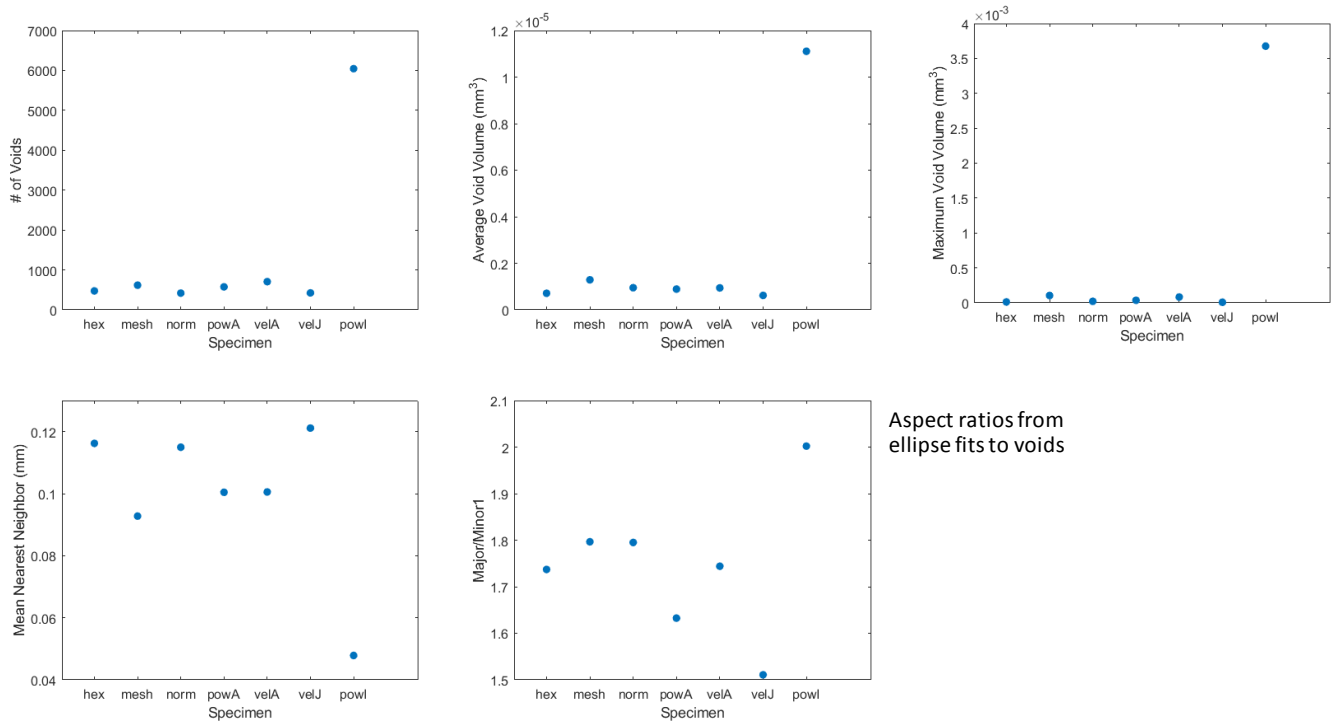 7000
6000
5000
4000
3000
2000
1000
0
# of Voids
hex mesh norm powA velA velJ powI
Specimen
×10⁻⁵
1.2
1
0.8
0.6
0.4
0.2
0
Average Void Volume (mm³)
hex mesh norm powA velA velJ powI
Specimen
×10⁻³
4
3.5
3
2.5
2
1.5
1
0.5
0
Maximum Void Volume (mm³)
hex mesh norm powA velA velJ powI
Specimen
0.12
0.1
0.08
0.06
0.04
Mean Nearest Neighbor (mm)
hex mesh norm powA velA velJ powI
Specimen
2.1
2
1.9
1.8
1.7
1.6
1.5
Major/Minor1
hex mesh norm powA velA velJ powI
Specimen
Aspect ratios from
ellipse fits to voids